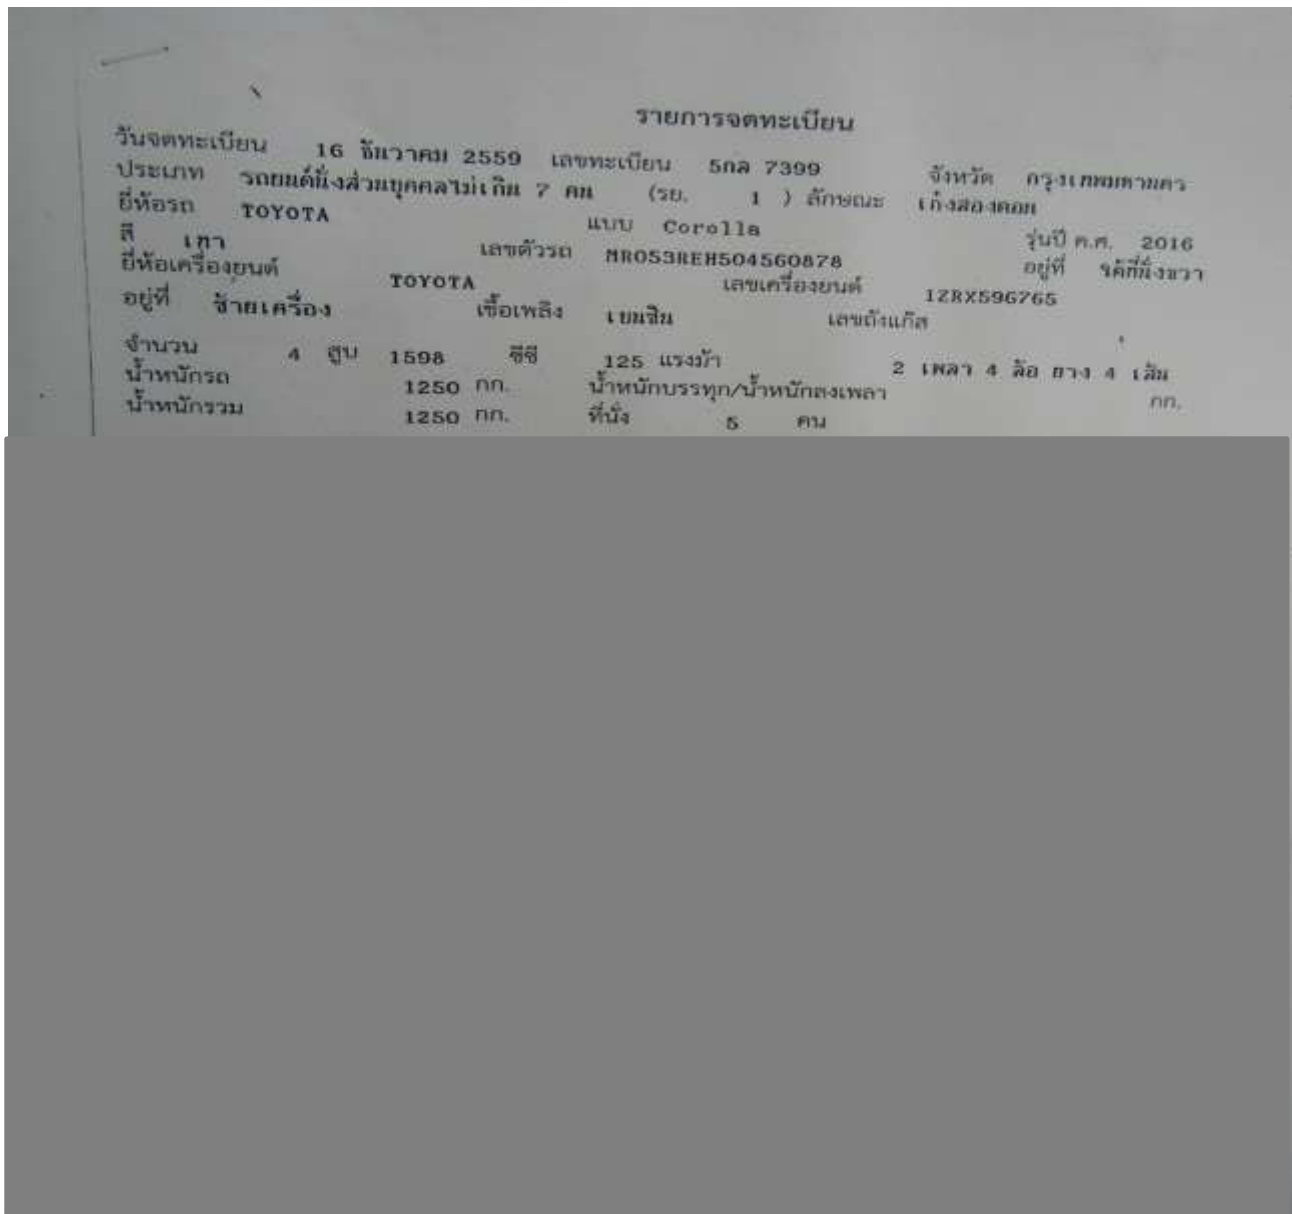 รายการจดทะเบียน
วันจดทะเบียน 16 ธันวาคม 2559 เลขทะเบียน 5กล 7399 จังหวัด กรุงเทพมหานคร
ประเภท รถยนต์นั่งส่วนบุคคลไม่เกิน 7 คน (รย. 1 ) ลักษณะ เก๋งสองตอน
ยี่ห้อรถ TOYOTA แบบ Corolla รุ่นปี ค.ศ. 2016
สี เทา เลขตัวรถ MR053REH504560878 อยู่ที่ ใต้ที่นั่งขวา
ยี่ห้อเครื่องยนต์ TOYOTA เลขเครื่องยนต์ 1ZRX596765
อยู่ที่ ซ้ายเครื่อง เชื้อเพลิง เบนซิน เลขถังแก๊ส
จำนวน 4 สูบ 1598 ซีซี 125 แรงม้า 2 เพลา 4 ล้อ ยาง 4 เส้น
น้ำหนักรถ 1250 กก. น้ำหนักบรรทุก/น้ำหนักลงเพลา กก.
น้ำหนักรวม 1250 กก. ที่นั่ง 5 คน